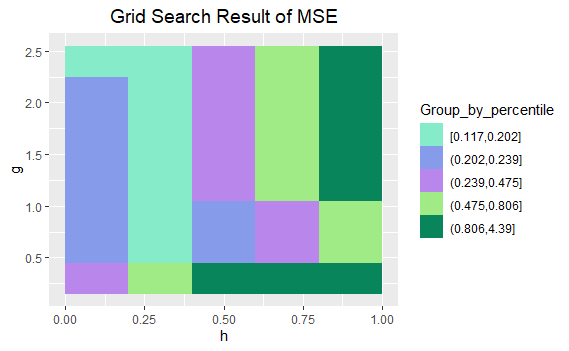 Grid Search Result of MSE
2.5
2.0
1.5
1.0
0.5
g
0.00 0.25 0.50 0.75 1.00
h
Group_by_percentile
[0.117,0.202]
(0.202,0.239]
(0.239,0.475]
(0.475,0.806]
(0.806,4.39]